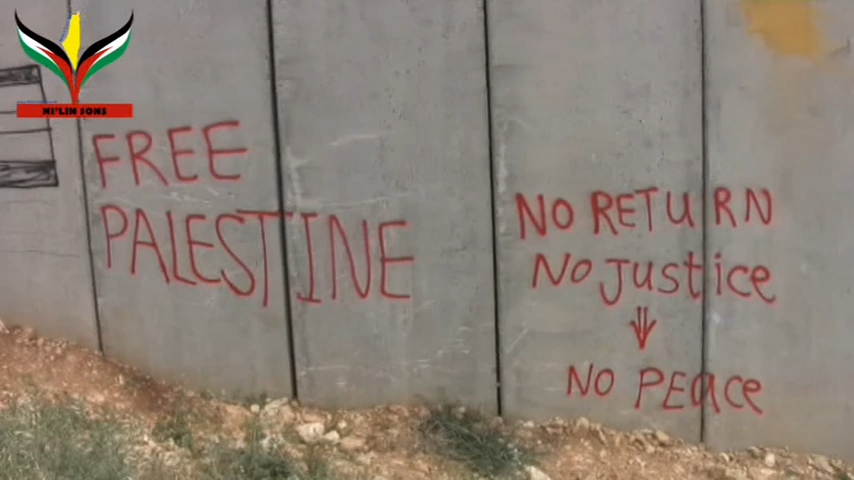 NI'LIN SONS
FREE
PALESTINE
NO RETURN
No Justice
No Peace